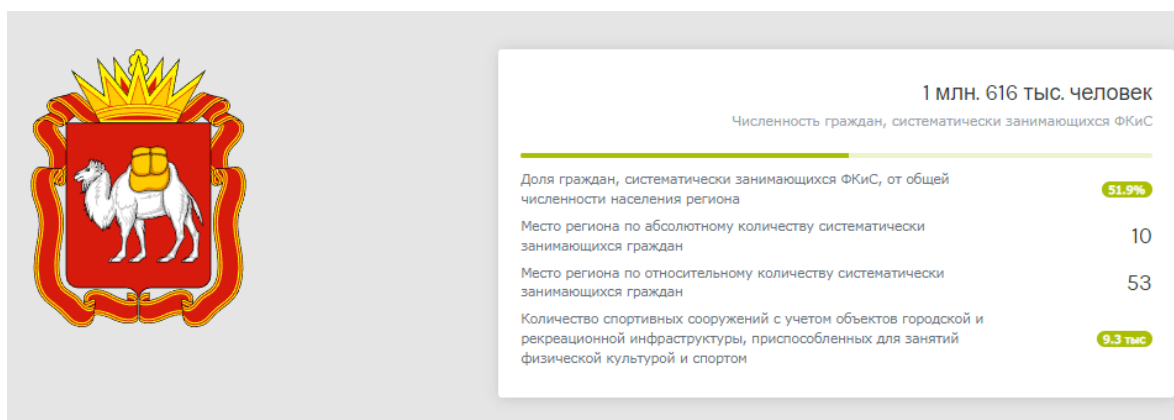 1 млн. 616 тыс. человек
Численность граждан, систематически занимающихся ФКиС
Доля граждан, систематически занимающихся ФКиС, от общей
численности населения региона
51.9%
Место региона по абсолютному количеству систематически
занимающихся граждан
10
Место региона по относительному количеству систематически
занимающихся граждан
53
Количество спортивных сооружений с учетом объектов городской и
рекреационной инфраструктуры, приспособленных для занятий
физической культурой и спортом
9.3 тыс